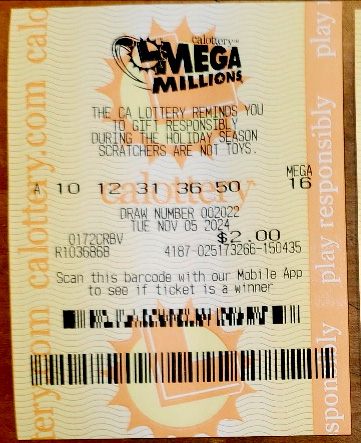 calottery
MEGA
MILLIONS
THE CA LOTTERY REMINDS YOU
TO GIFT RESPONSIBLY
DURING THE HOLIDAY SEASON
SCRATCHERS ARE NOT TOYS.
MEGA
A 10 12 31 36 50 16
calottery
DRAW NUMBER 002022
TUE NOV 05 2024
0172CRBV $2.00
R103686B 4187-025173266-150435
Scan this barcode with our Mobile App
to see if ticket is a winner
calottery.com calo
play responsibly play